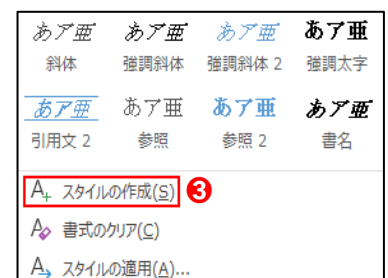 あア亜 あア亜 あア亜 あア亜
斜体 強調斜体 強調斜体 2 強調太字
あア亜 あア亜 あア亜 あア亜
引用文 2 参照 参照 2 書名
A+ スタイルの作成(S) ❸
A 書式のクリア(C)
A スタイルの適用(A)...